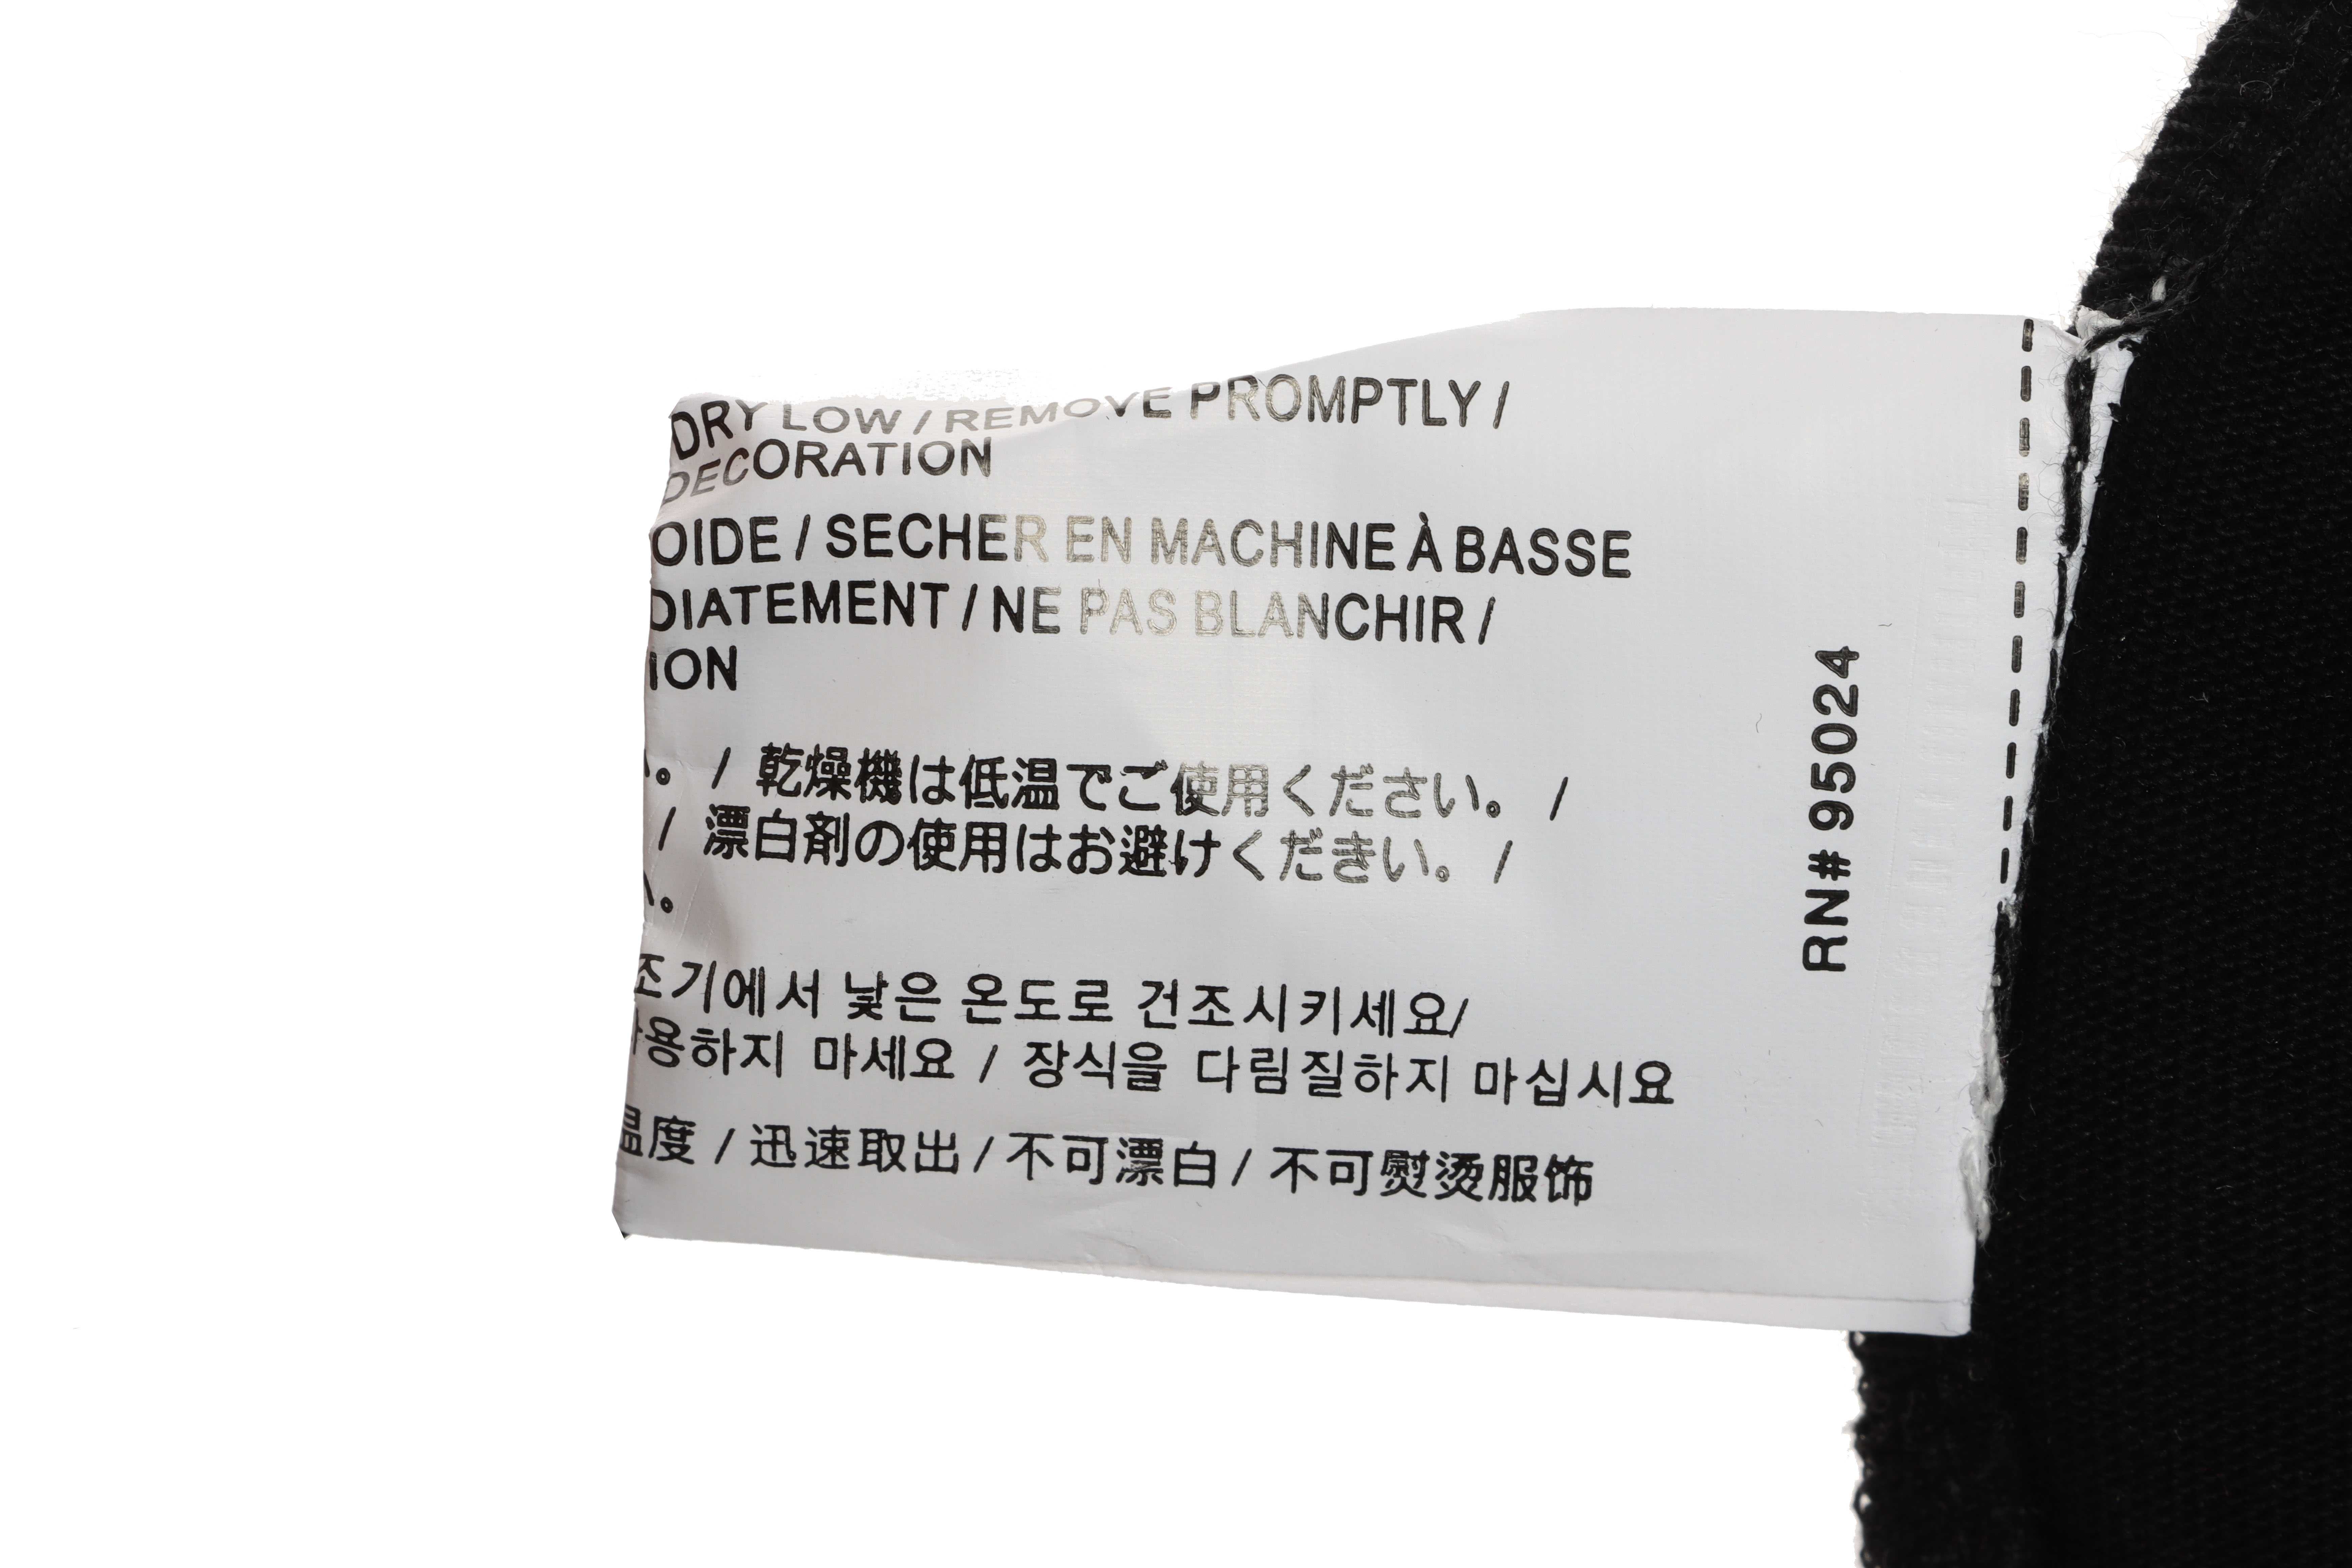 DRY LOW / REMOVE PROMPTLY /
DECORATION
OIDE / SECHER EN MACHINE À BASSE
DIATEMENT / NE PAS BLANCHIR /
ION
。 / 乾燥機は低温でご使用ください。 /
/ 漂白剤の使用はお避けくだきい。 /
。
조기에서 낮은 온도로 건조시키세요/
용하지 마세요 / 장식을 다림질하지 마십시요
温度 / 迅速取出 / 不可漂白 / 不可熨烫服饰
RN# 95024